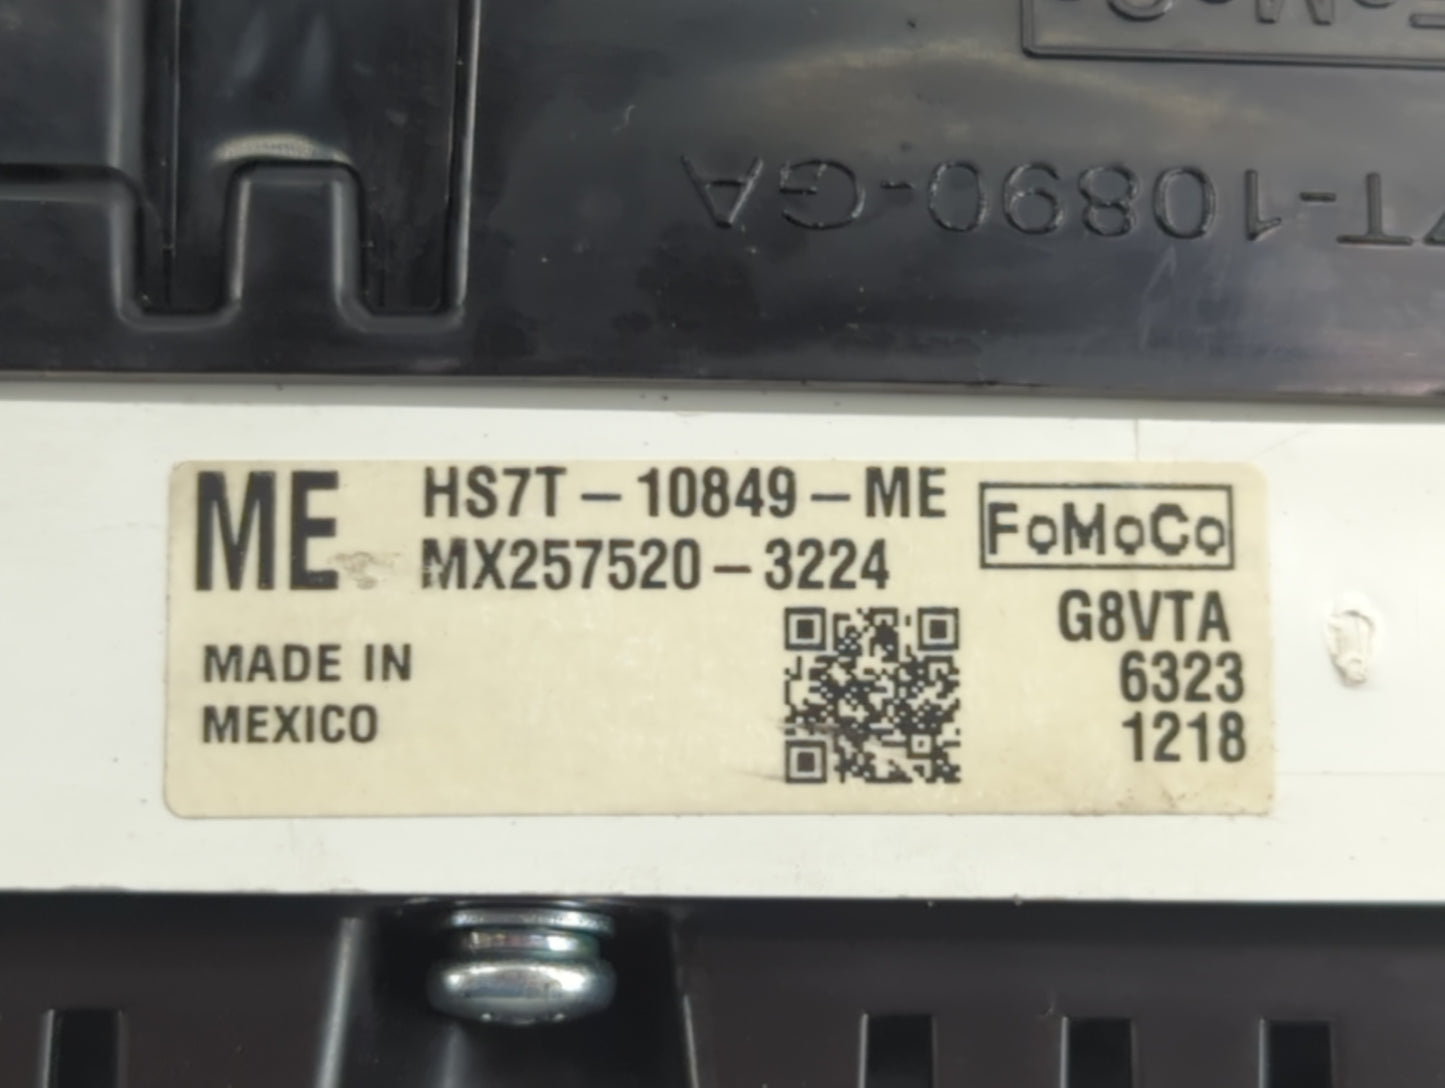 FoMoCo
7T-10890-GA
ME
HS7T-10849-ME
MX257520-3224
FoMoCo
G8VTA
6323
1218
MADE IN
MEXICO